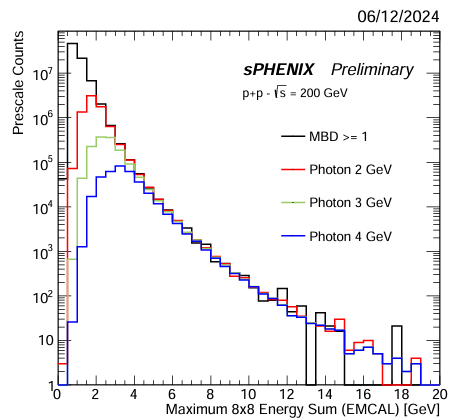 06/12/2024
Prescale Counts
sPHENIX Preliminary
p+p - √s = 200 GeV
MBD >= 1
Photon 2 GeV
Photon 3 GeV
Photon 4 GeV
10⁷
10⁶
10⁵
10⁴
10³
10²
10
1
0 2 4 6 8 10 12 14 16 18 20
Maximum 8x8 Energy Sum (EMCAL) [GeV]